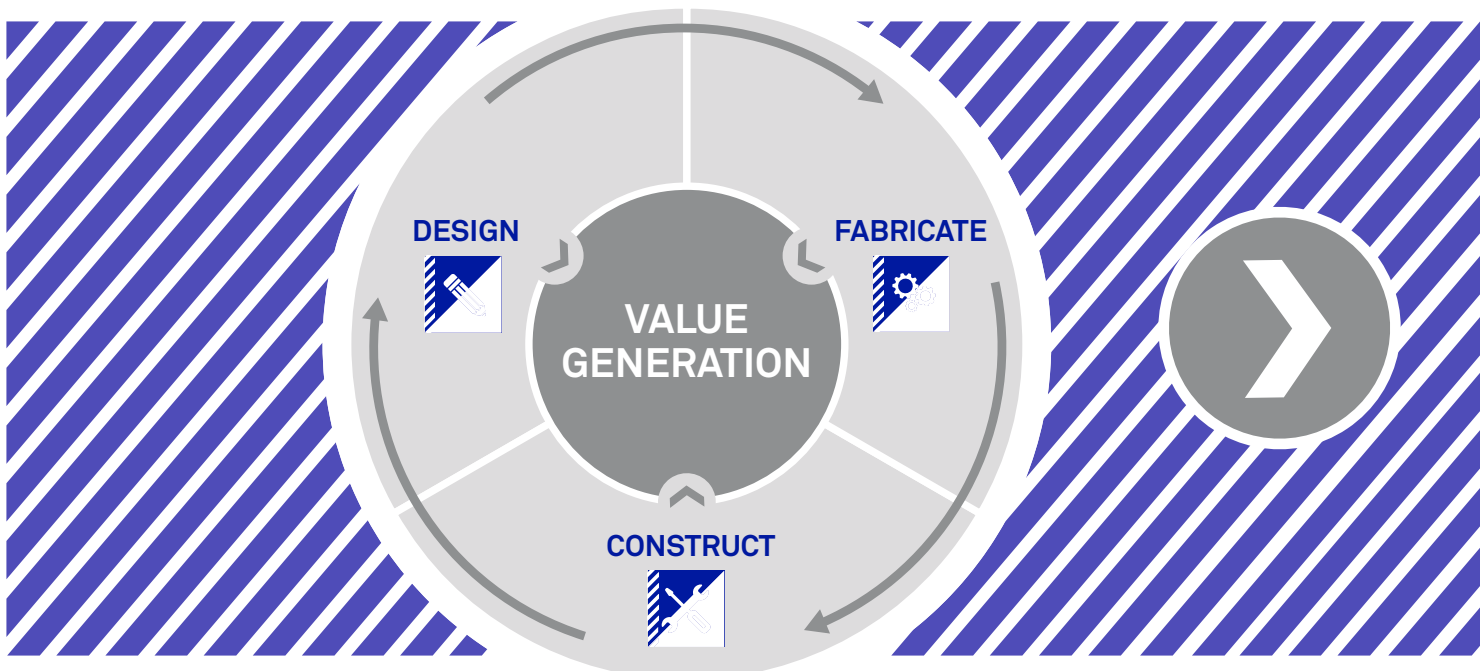 DESIGN
FABRICATE
VALUE
GENERATION
CONSTRUCT